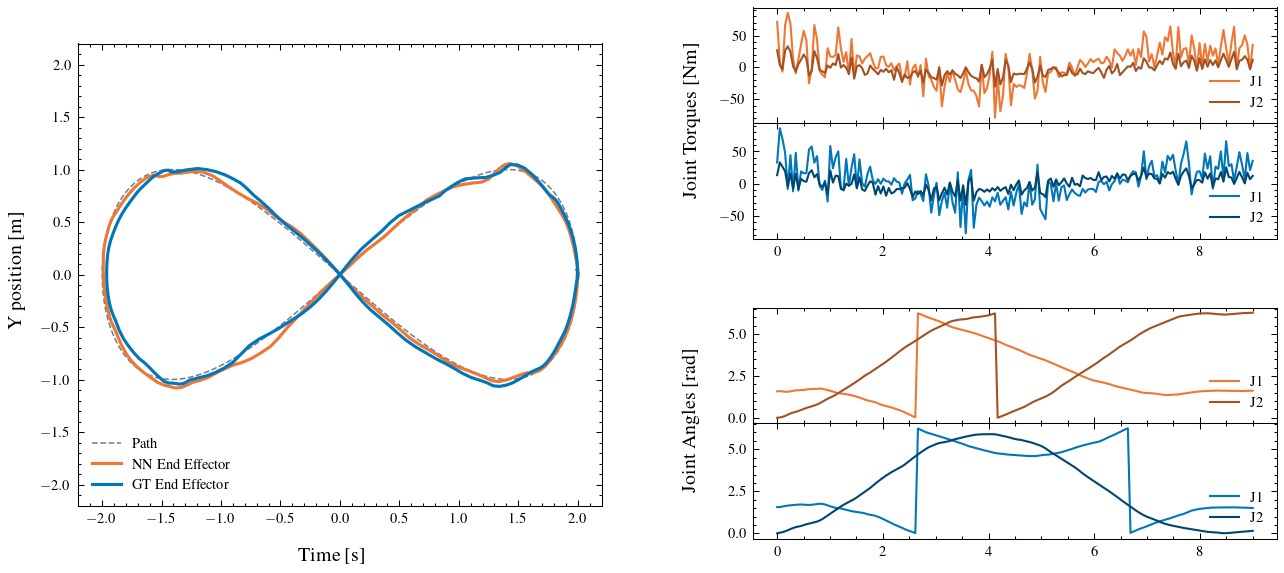 Y position [m]
2.0
1.5
1.0
0.5
0.0
−0.5
−1.0
−1.5
−2.0
Path
NN End Effector
GT End Effector
−2.0 −1.5 −1.0 −0.5 0.0 0.5 1.0 1.5 2.0
Time [s]
Joint Torques [Nm]
50
0
−50
J1
J2
50
0
−50
J1
J2
0 2 4 6 8
Joint Angles [rad]
5.0
2.5
0.0
J1
J2
5.0
2.5
0.0
J1
J2
0 2 4 6 8